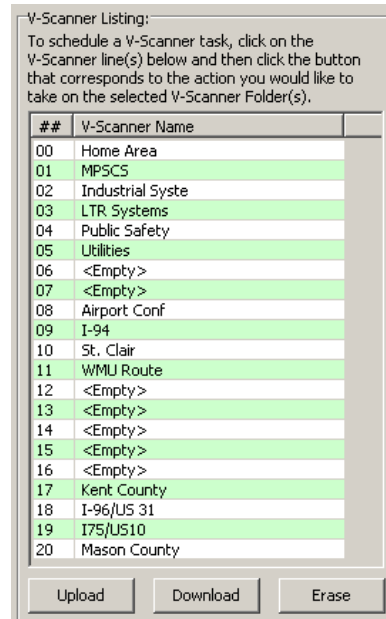 V-Scanner Listing:
To schedule a V-Scanner task, click on the
V-Scanner line(s) below and then click the button
that corresponds to the action you would like to
take on the selected V-Scanner Folder(s).
## V-Scanner Name
00 Home Area
01 MPSCS
02 Industrial Syste
03 LTR Systems
04 Public Safety
05 Utilities
06 <Empty>
07 <Empty>
08 Airport Conf
09 I-94
10 St. Clair
11 WMU Route
12 <Empty>
13 <Empty>
14 <Empty>
15 <Empty>
16 <Empty>
17 Kent County
18 I-96/US 31
19 I75/US10
20 Mason County
Upload Download Erase